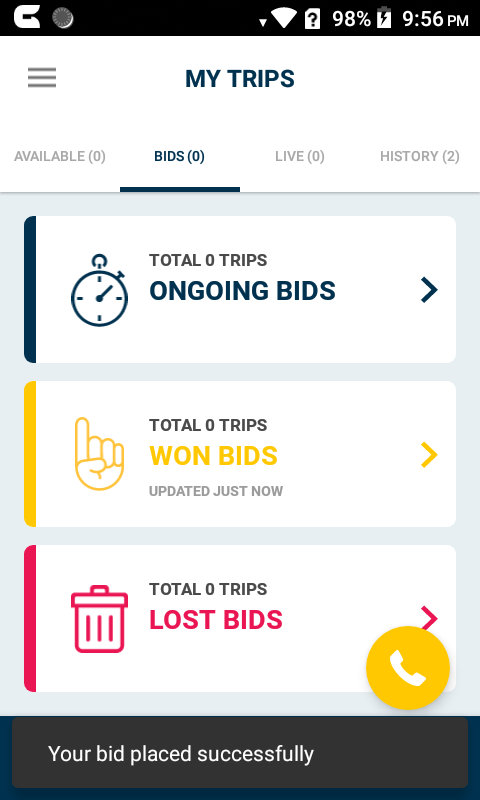 98% 9:56 PM
MY TRIPS
AVAILABLE (0) BIDS (0) LIVE (0) HISTORY (2)
TOTAL 0 TRIPS
ONGOING BIDS
TOTAL 0 TRIPS
WON BIDS
UPDATED JUST NOW
TOTAL 0 TRIPS
LOST BIDS
Your bid placed successfully